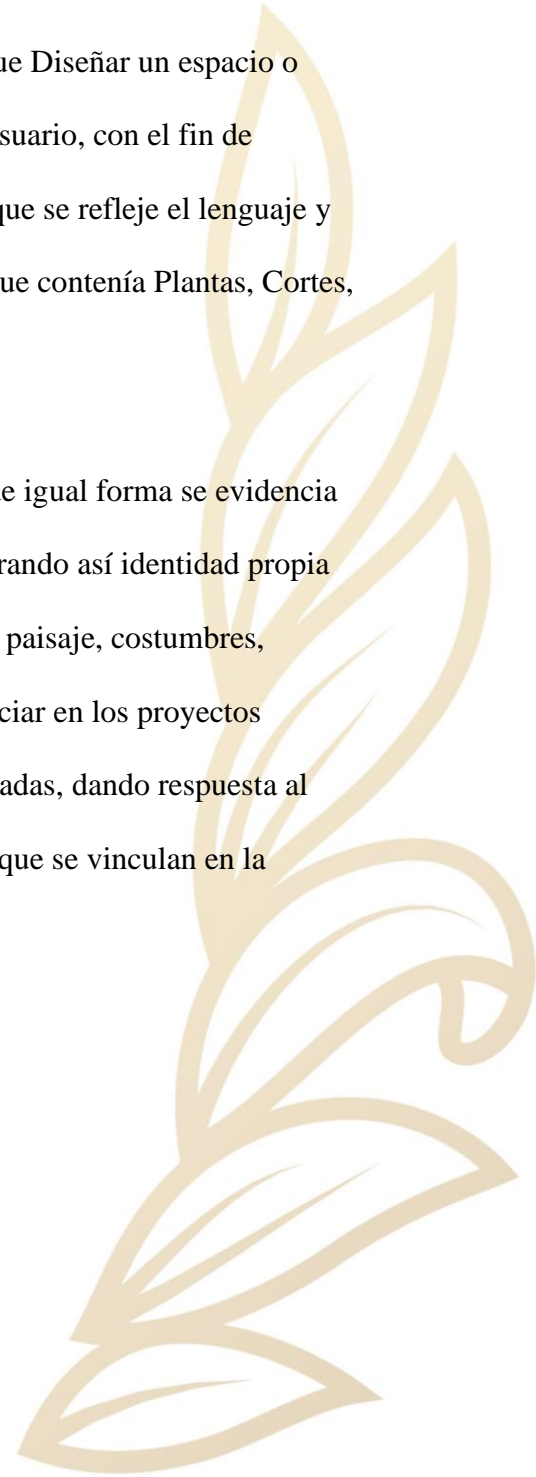 ue Diseñar un espacio o
suario, con el fin de
que se refleje el lenguaje y
ue contenía Plantas, Cortes,
e igual forma se evidencia
rando así identidad propia
paisaje, costumbres,
ciar en los proyectos
adas, dando respuesta al
que se vinculan en la